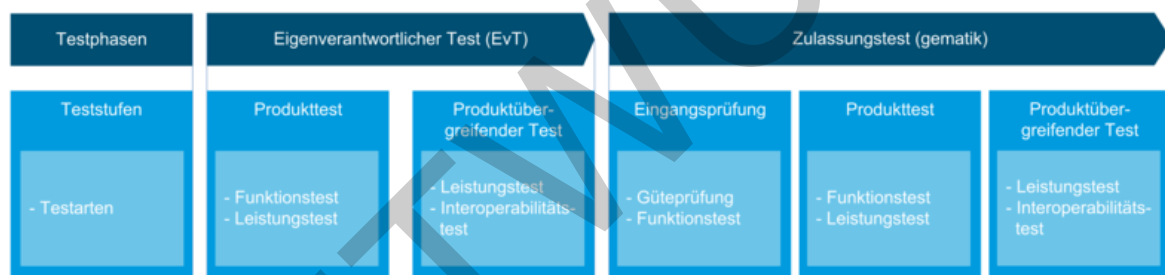 Testphasen
Eigenverantwortlicher Test (EvT)
Zulassungstest (gematik)
Teststufen
- Testarten
Produkttest
- Funktionstest
- Leistungstest
Produktüber-
greifender Test
- Leistungstest
- Interoperabilitäts-
test
Eingangsprüfung
- Güteprüfung
- Funktionstest
Produkttest
- Funktionstest
- Leistungstest
Produktüber-
greifender Test
- Leistungstest
- Interoperabilitäts-
test